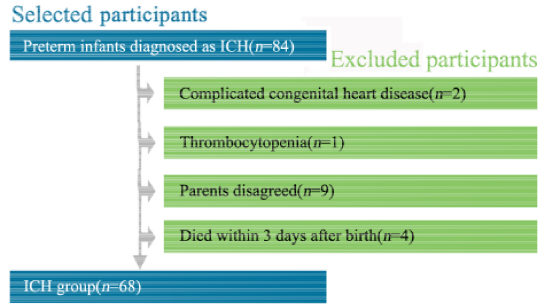 Selected participants
Preterm infants diagnosed as ICH(n=84)
Excluded participants
Complicated congenital heart disease(n=2)
Thrombocytopenia(n=1)
Parents disagreed(n=9)
Died within 3 days after birth(n=4)
ICH group(n=68)